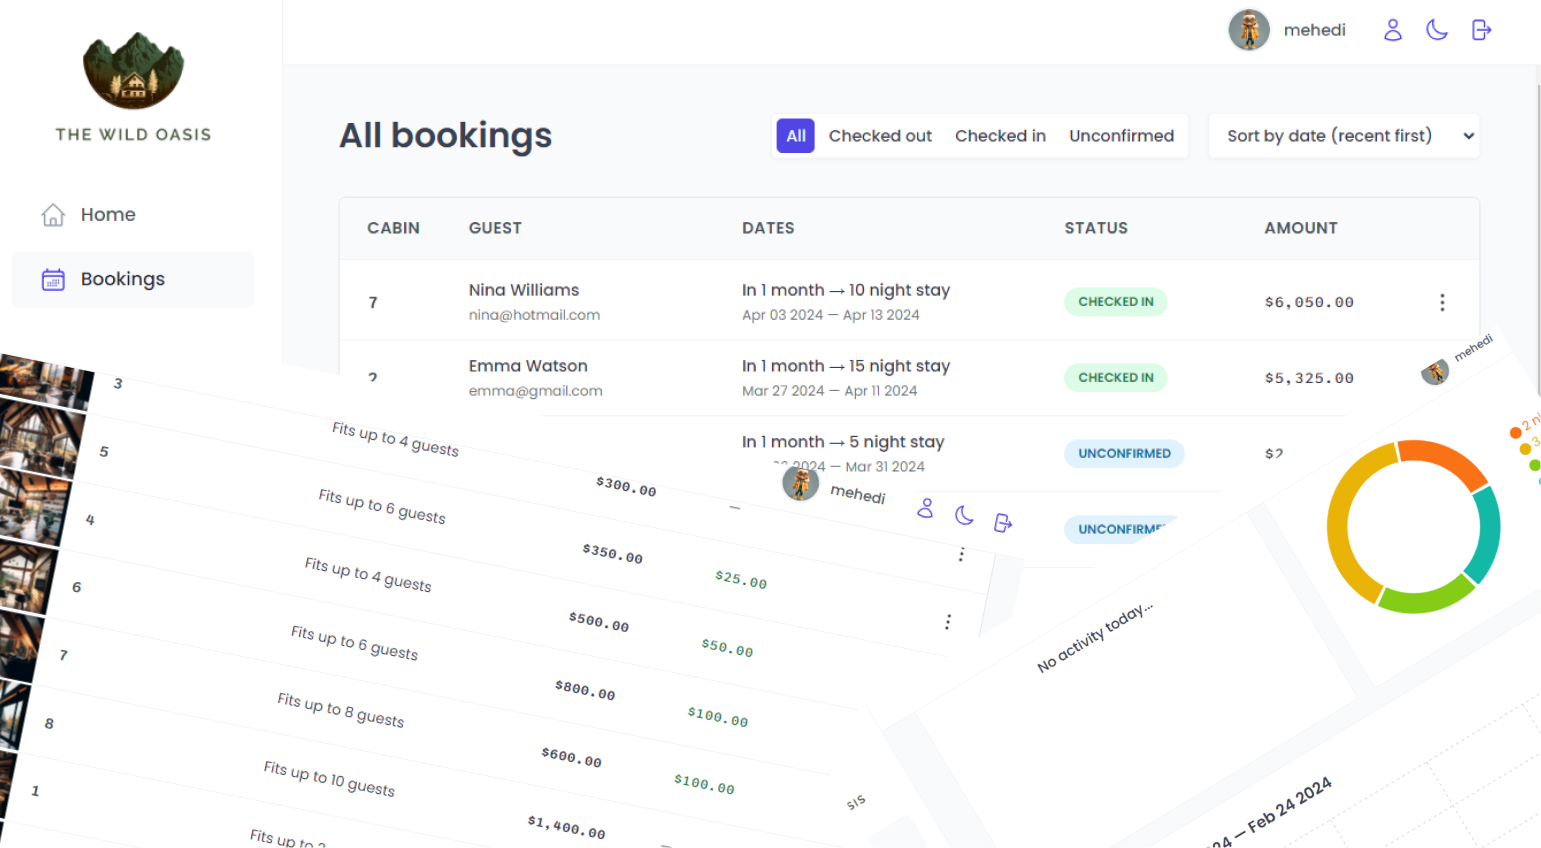 THE WILD OASIS
Home
Bookings
mehedi
All bookings
All Checked out Checked in Unconfirmed
Sort by date (recent first)
CABIN GUEST DATES STATUS AMOUNT
7 Nina Williams In 1 month → 10 night stay CHECKED IN $6,050.00
nina@hotmail.com Apr 03 2024 — Apr 13 2024
2 Emma Watson In 1 month → 15 night stay CHECKED IN $5,325.00
emma@gmail.com Mar 27 2024 — Apr 11 2024
In 1 month → 5 night stay UNCONFIRMED $2
2024 — Mar 31 2024
UNCONFIRMED
mehedi
3 Fits up to 4 guests $300.00 —
5 Fits up to 6 guests $350.00 $25.00
4 Fits up to 4 guests $500.00 $50.00
6 Fits up to 6 guests $800.00 $100.00
7 Fits up to 8 guests $600.00 $100.00
8 Fits up to 10 guests $1,400.00 —
1 Fits up to 2
SIS
mehedi
2 ni
3
No activity today...
24 — Feb 24 2024